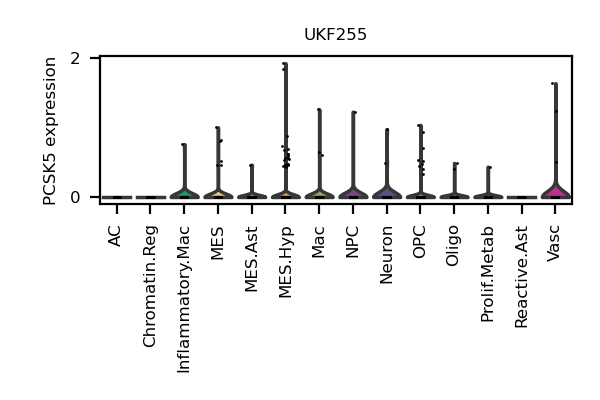 UKF255
PCSK5 expression
2
0
AC
Chromatin.Reg
Inflammatory.Mac
MES
MES.Ast
MES.Hyp
Mac
NPC
Neuron
OPC
Oligo
Prolif.Metab
Reactive.Ast
Vasc